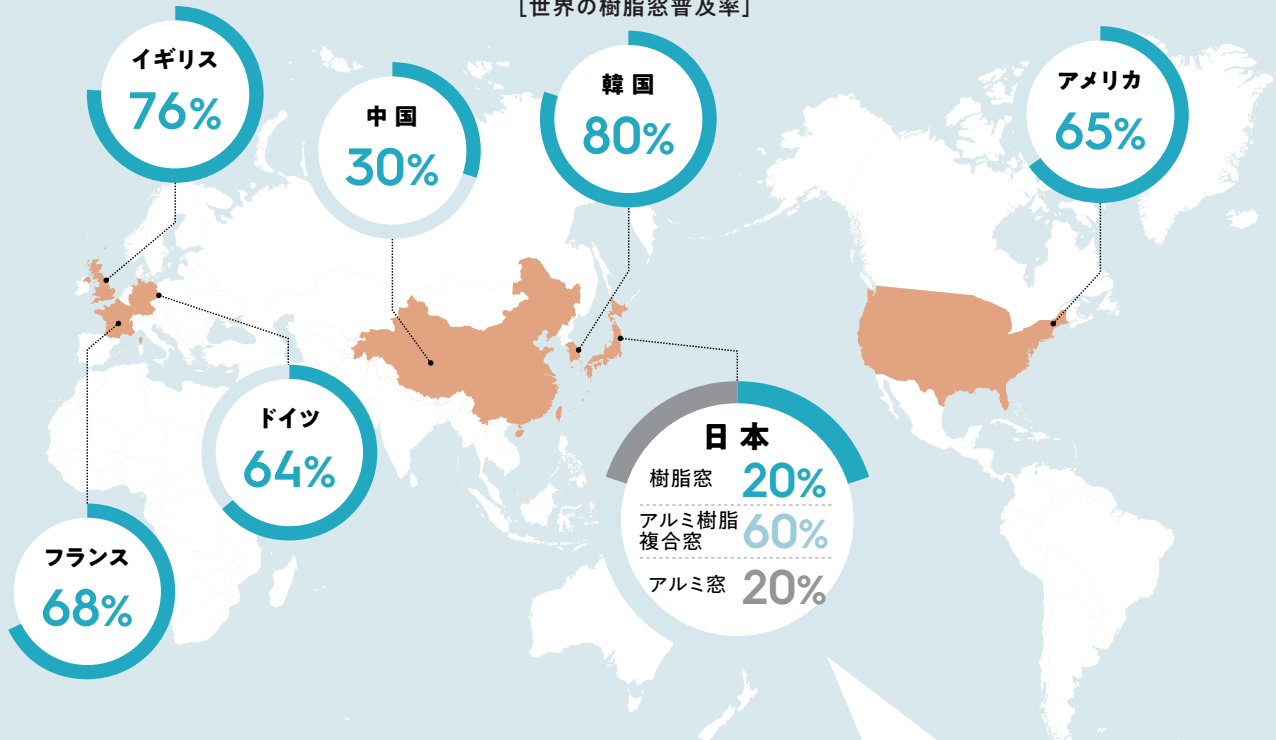 ［世界の樹脂窓普及率］
イギリス
76%
中国
30%
韓国
80%
アメリカ
65%
ドイツ
64%
フランス
68%
日本
樹脂窓 20%
アルミ樹脂
複合窓 60%
アルミ窓 20%